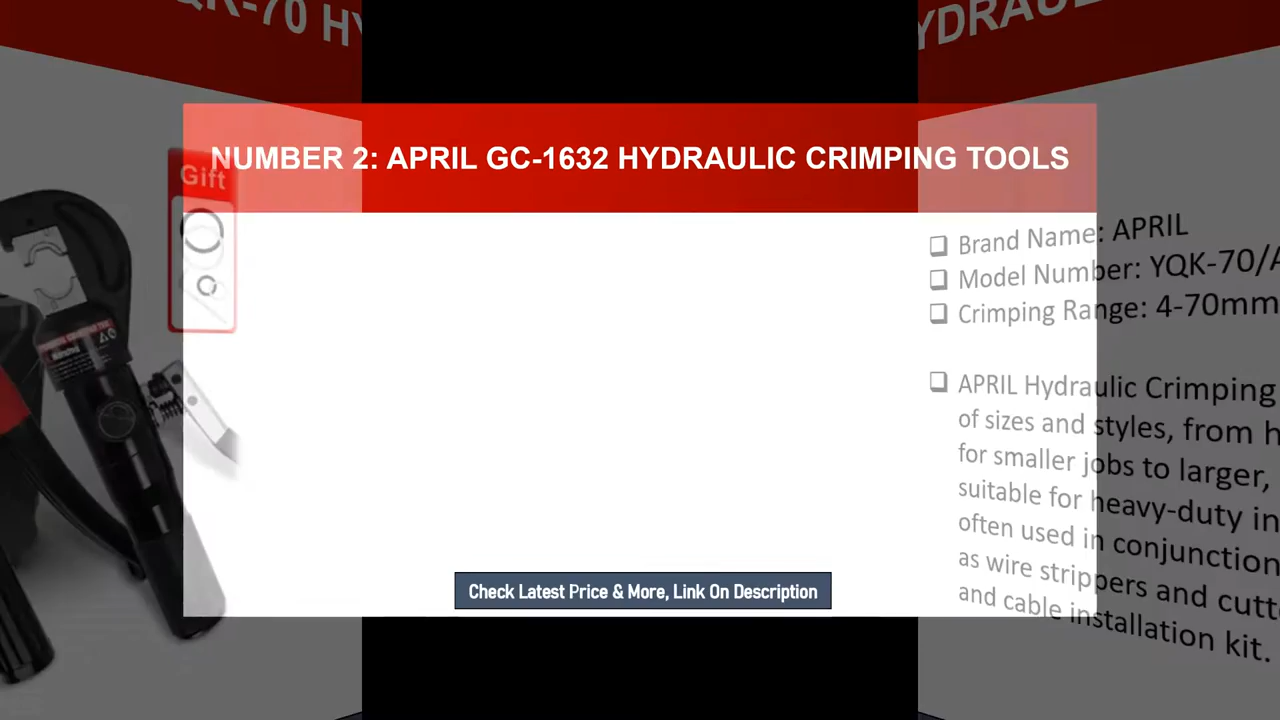 QK-70 HY
YDRAUL
NUMBER 2: APRIL GC-1632 HYDRAULIC CRIMPING TOOLS
Gift
Brand Name: APRIL
Model Number: YQK-70/A
Crimping Range: 4-70mm
APRIL Hydraulic Crimping
of sizes and styles, from h
for smaller jobs to larger,
suitable for heavy-duty in
often used in conjunction
as wire strippers and cutt
and cable installation kit.
Check Latest Price & More, Link On Description